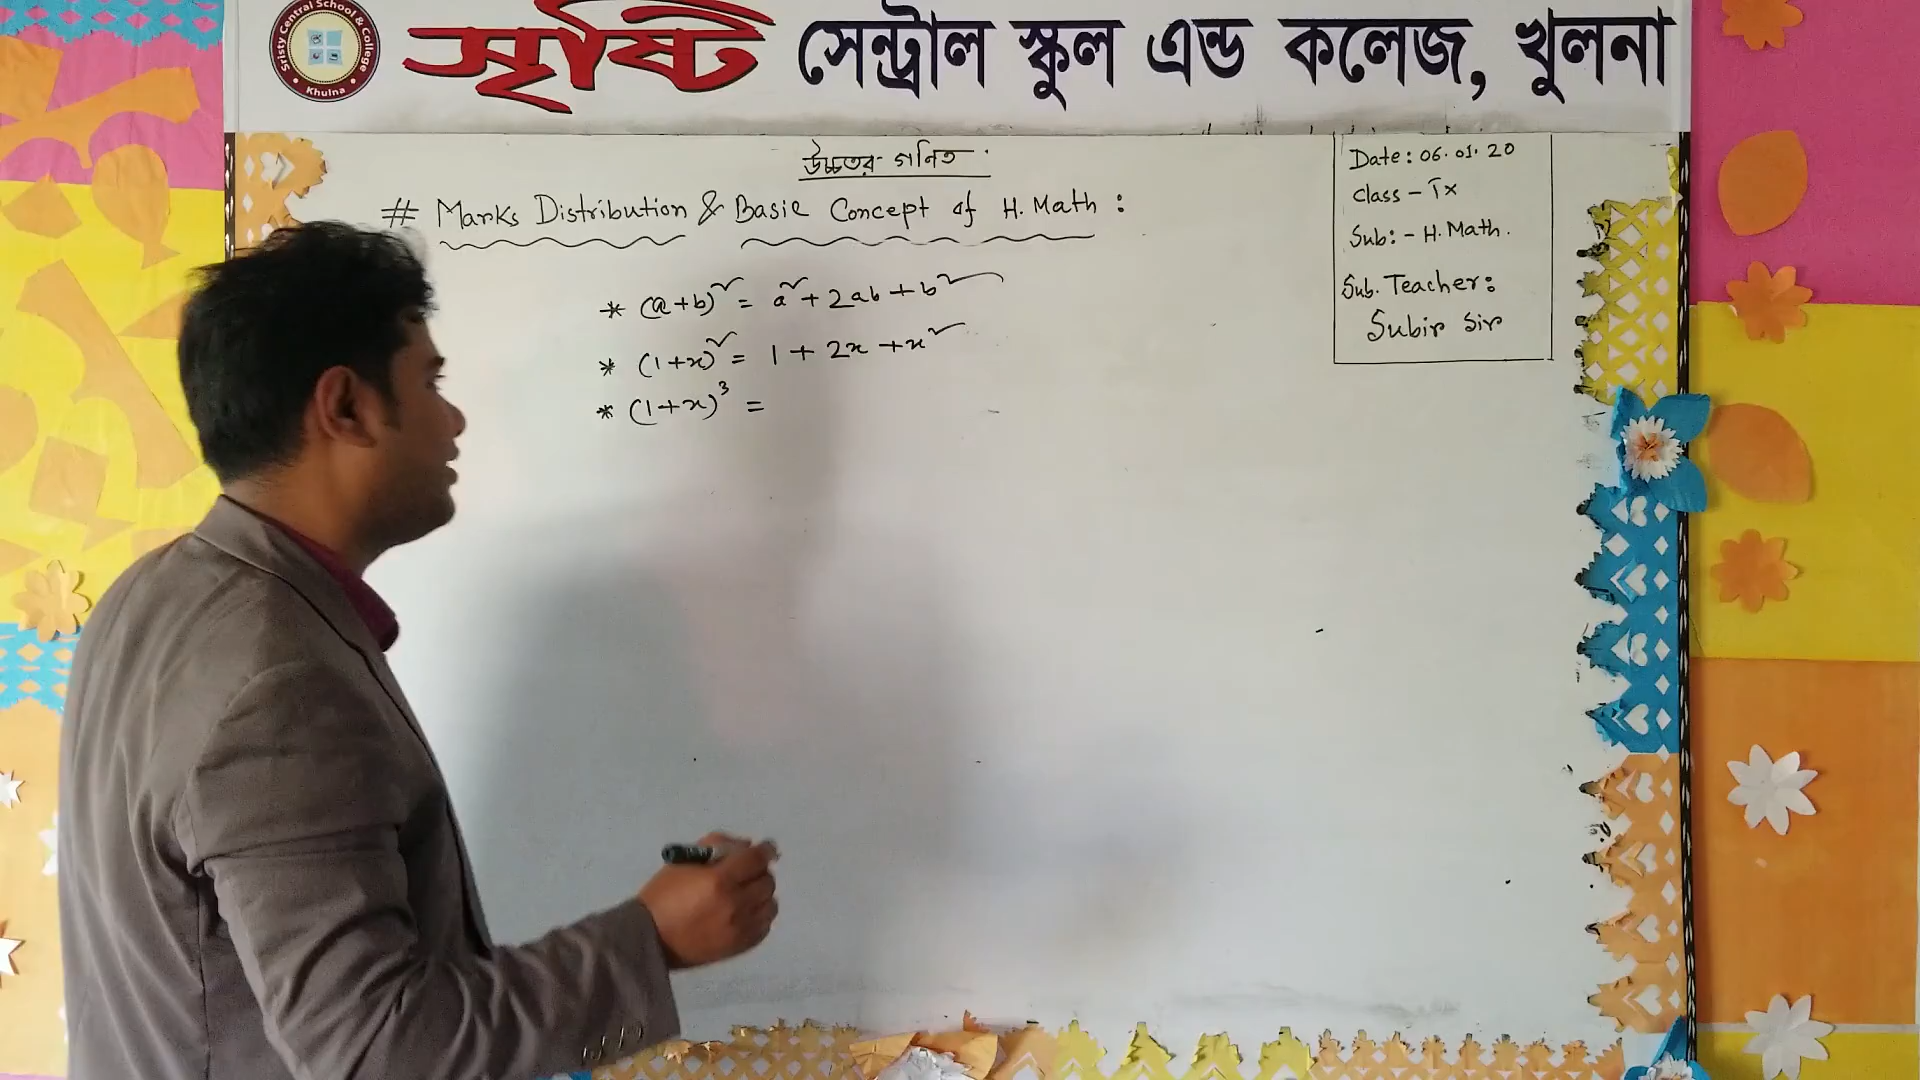 Sristy Central School & College
Khulna
সৃষ্টি সেন্ট্রাল স্কুল এন্ড কলেজ, খুলনা
উচ্চতর গনিত
# Marks Distribution & Basic Concept of H. Math :
* (a+b)² = a² + 2ab + b²
* (1+x)² = 1 + 2x + x²
* (1+x)³ =
Date : 06.01.20
Class - IX
Sub: - H. Math.
Sub. Teacher:
Subir Sir